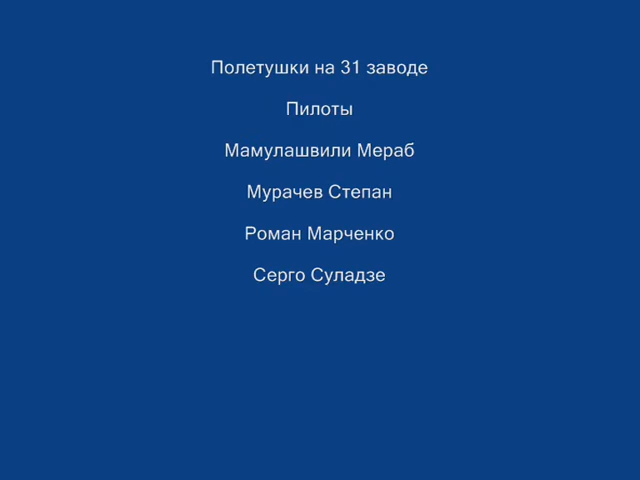 Полетушки на 31 заводе
Пилоты
Мамулашвили Мераб
Мурачев Степан
Роман Марченко
Серго Суладзе